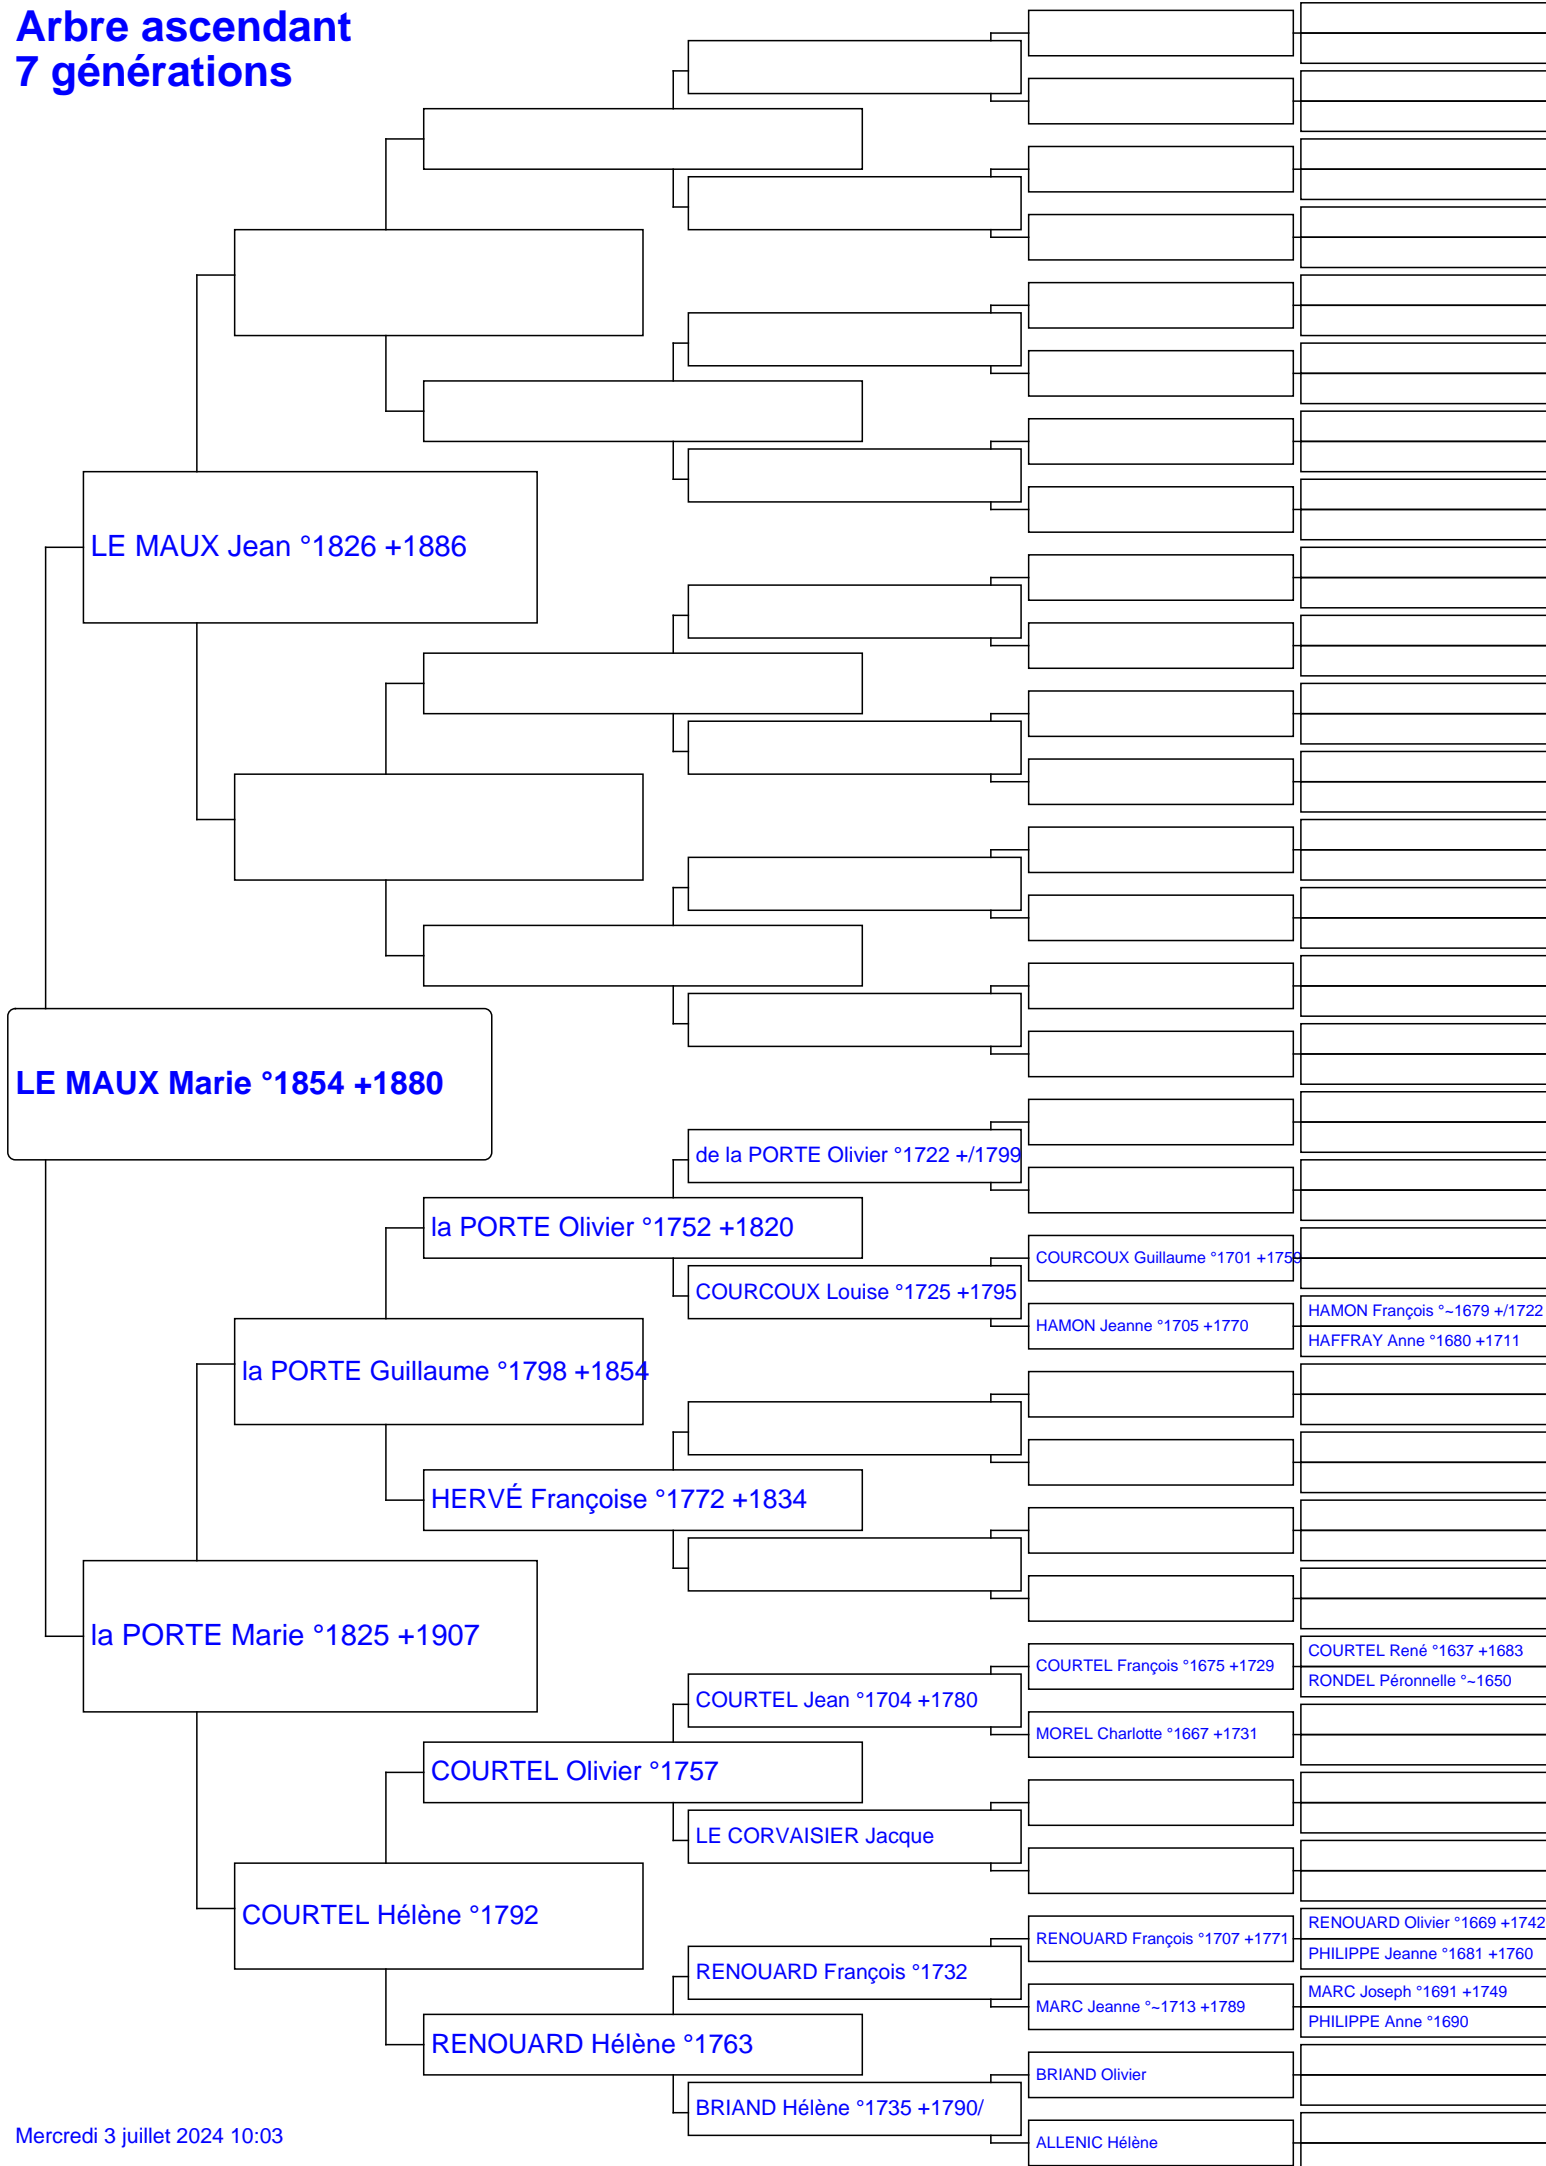 Arbre ascendant
7 générations
LE MAUX Jean °1826 +1886
LE MAUX Marie °1854 +1880
de la PORTE Olivier °1722 +/1799
la PORTE Olivier °1752 +1820
COURCOUX Guillaume °1701 +1759
COURCOUX Louise °1725 +1795
HAMON François °~1679 +/1722
HAMON Jeanne °1705 +1770
HAFFRAY Anne °1680 +1711
la PORTE Guillaume °1798 +1854
HERVÉ Françoise °1772 +1834
la PORTE Marie °1825 +1907
COURTEL René °1637 +1683
COURTEL François °1675 +1729
RONDEL Péronnelle °~1650
COURTEL Jean °1704 +1780
MOREL Charlotte °1667 +1731
COURTEL Olivier °1757
LE CORVAISIER Jacque
COURTEL Hélène °1792
RENOUARD Olivier °1669 +1742
RENOUARD François °1707 +1771
PHILIPPE Jeanne °1681 +1760
RENOUARD François °1732
MARC Joseph °1691 +1749
MARC Jeanne °~1713 +1789
PHILIPPE Anne °1690
RENOUARD Hélène °1763
BRIAND Olivier
BRIAND Hélène °1735 +1790/
ALLENIC Hélène
Mercredi 3 juillet 2024 10:03